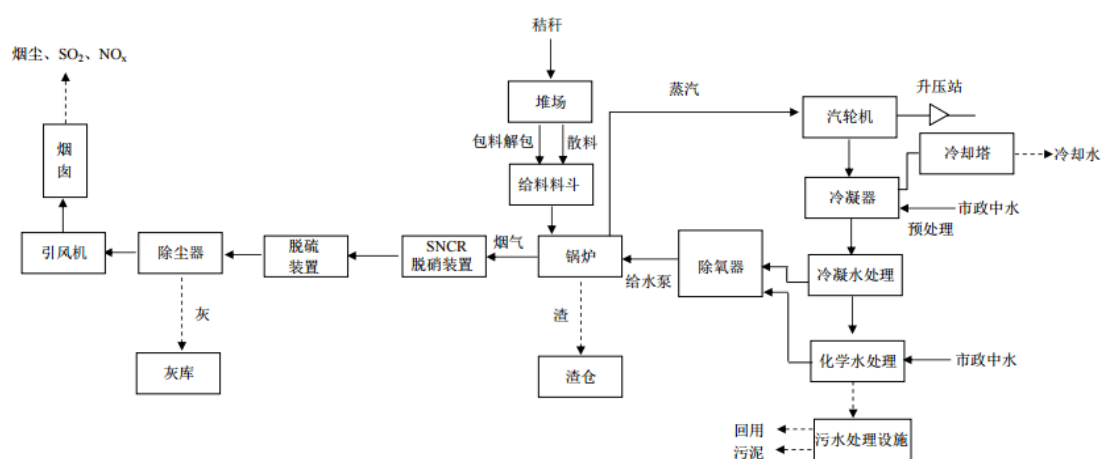 秸秆
烟尘、SO₂、NOₓ
堆场
蒸汽
升压站
汽轮机
包料解包
散料
烟
囱
冷却塔
冷却水
给料料斗
冷凝器
市政中水
预处理
引风机
除尘器
脱硫
装置
SNCR
脱硝装置
烟气
锅炉
给水泵
除氧器
冷凝水处理
灰
渣
灰库
渣仓
化学水处理
市政中水
回用
污泥
污水处理设施